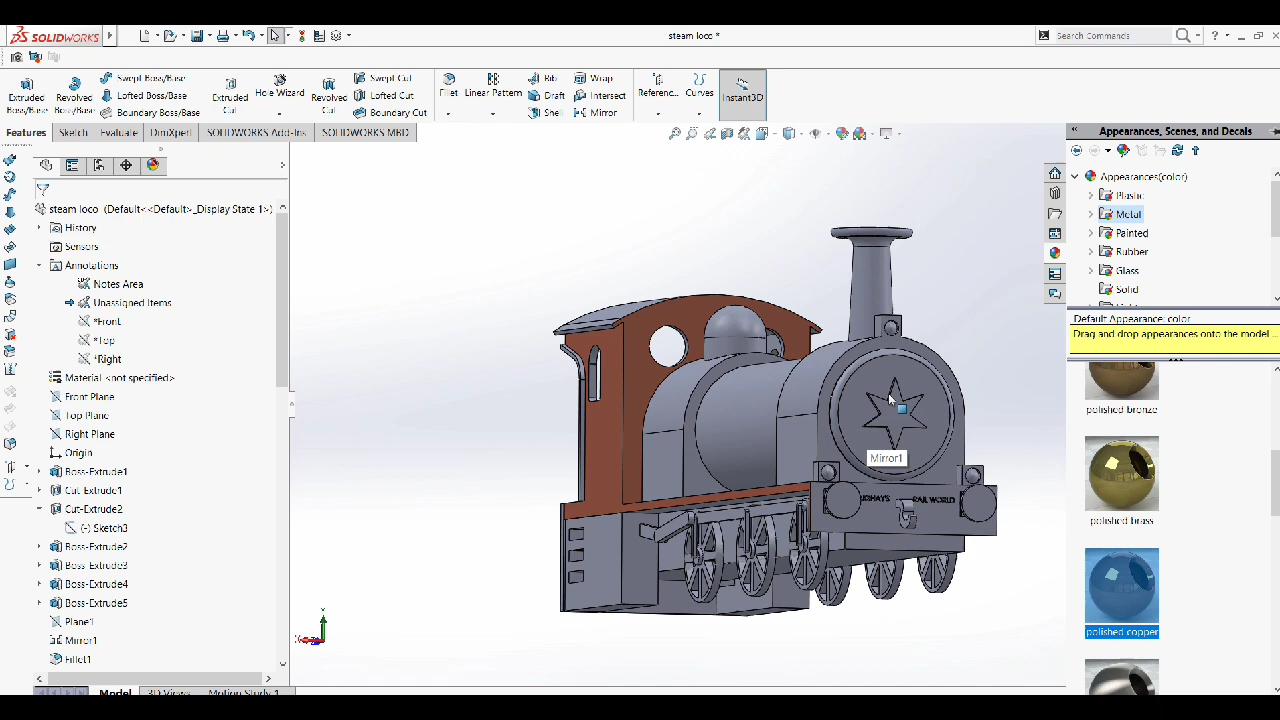 SOLIDWORKS
steam loco *
Search Commands
Extruded Boss/Base
Revolved Boss/Base
Swept Boss/Base
Lofted Boss/Base
Boundary Boss/Base
Extruded Cut
Hole Wizard
Revolved Cut
Swept Cut
Lofted Cut
Boundary Cut
Fillet
Linear Pattern
Rib
Draft
Shell
Wrap
Intersect
Mirror
Referenc...
Curves
Instant3D
Features
Sketch
Evaluate
DimXpert
SOLIDWORKS Add-Ins
SOLIDWORKS MBD
Appearances, Scenes, and Decals
steam loco (Default<<Default>_Display State 1>)
History
Sensors
Annotations
Notes Area
Unassigned Items
*Front
*Top
*Right
Material <not specified>
Front Plane
Top Plane
Right Plane
Origin
Boss-Extrude1
Cut-Extrude1
Cut-Extrude2
(-) Sketch3
Boss-Extrude2
Boss-Extrude3
Boss-Extrude4
Boss-Extrude5
Plane1
Mirror1
Fillet1
Model
3D Views
Motion Study 1
Mirror1
RAIL WORLD
Appearances(color)
Plastic
Metal
Painted
Rubber
Glass
Solid
Default Appearance: color
Drag and drop appearances onto the model ...
polished bronze
polished brass
polished copper